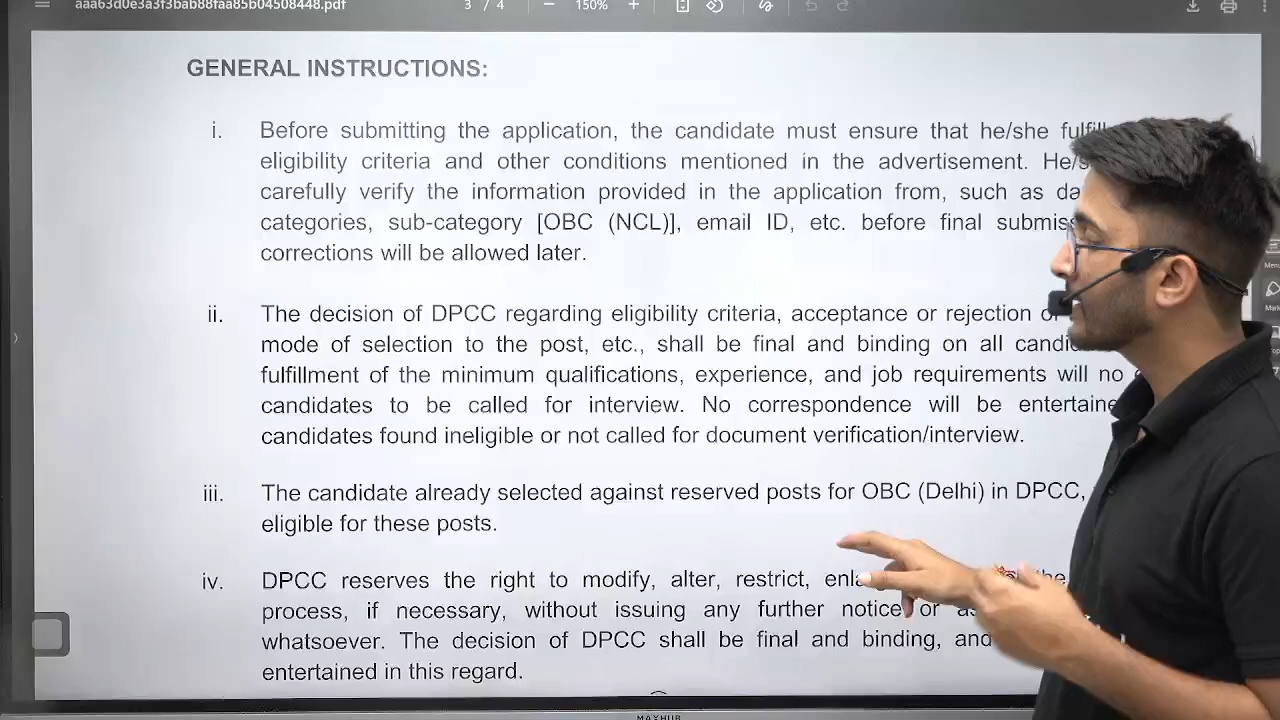 aaa63d0e3a3f3bab88faa85b04508448.pdf
3 / 4
150%
GENERAL INSTRUCTIONS:
i. Before submitting the application, the candidate must ensure that he/she
eligibility criteria and other conditions mentioned in the advertisement.
carefully verify the information provided in the application from, such as
categories, sub-category [OBC (NCL)], email ID, etc. before final
corrections will be allowed later.
ii. The decision of DPCC regarding eligibility criteria, acceptance or rejection
mode of selection to the post, etc., shall be final and binding on all
fulfillment of the minimum qualifications, experience, and job requirements will no
candidates to be called for interview. No correspondence will be
candidates found ineligible or not called for document verification/interview.
iii. The candidate already selected against reserved posts for OBC (Delhi) in DPCC,
eligible for these posts.
iv. DPCC reserves the right to modify, alter, restrict, the
process, if necessary, without issuing any further notice or
whatsoever. The decision of DPCC shall be final and binding, and
entertained in this regard.
MAXHUB